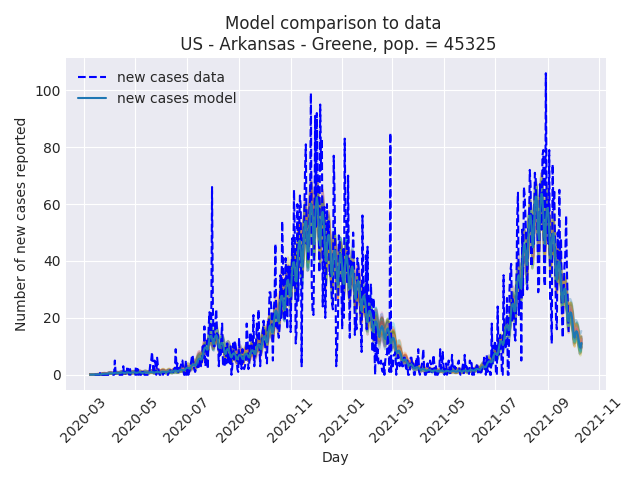 Model comparison to data
US - Arkansas - Greene, pop. = 45325
new cases data
new cases model
Number of new cases reported
100
80
60
40
20
0
2020-03
2020-05
2020-07
2020-09
2020-11
2021-01
2021-03
2021-05
2021-07
2021-09
2021-11
Day